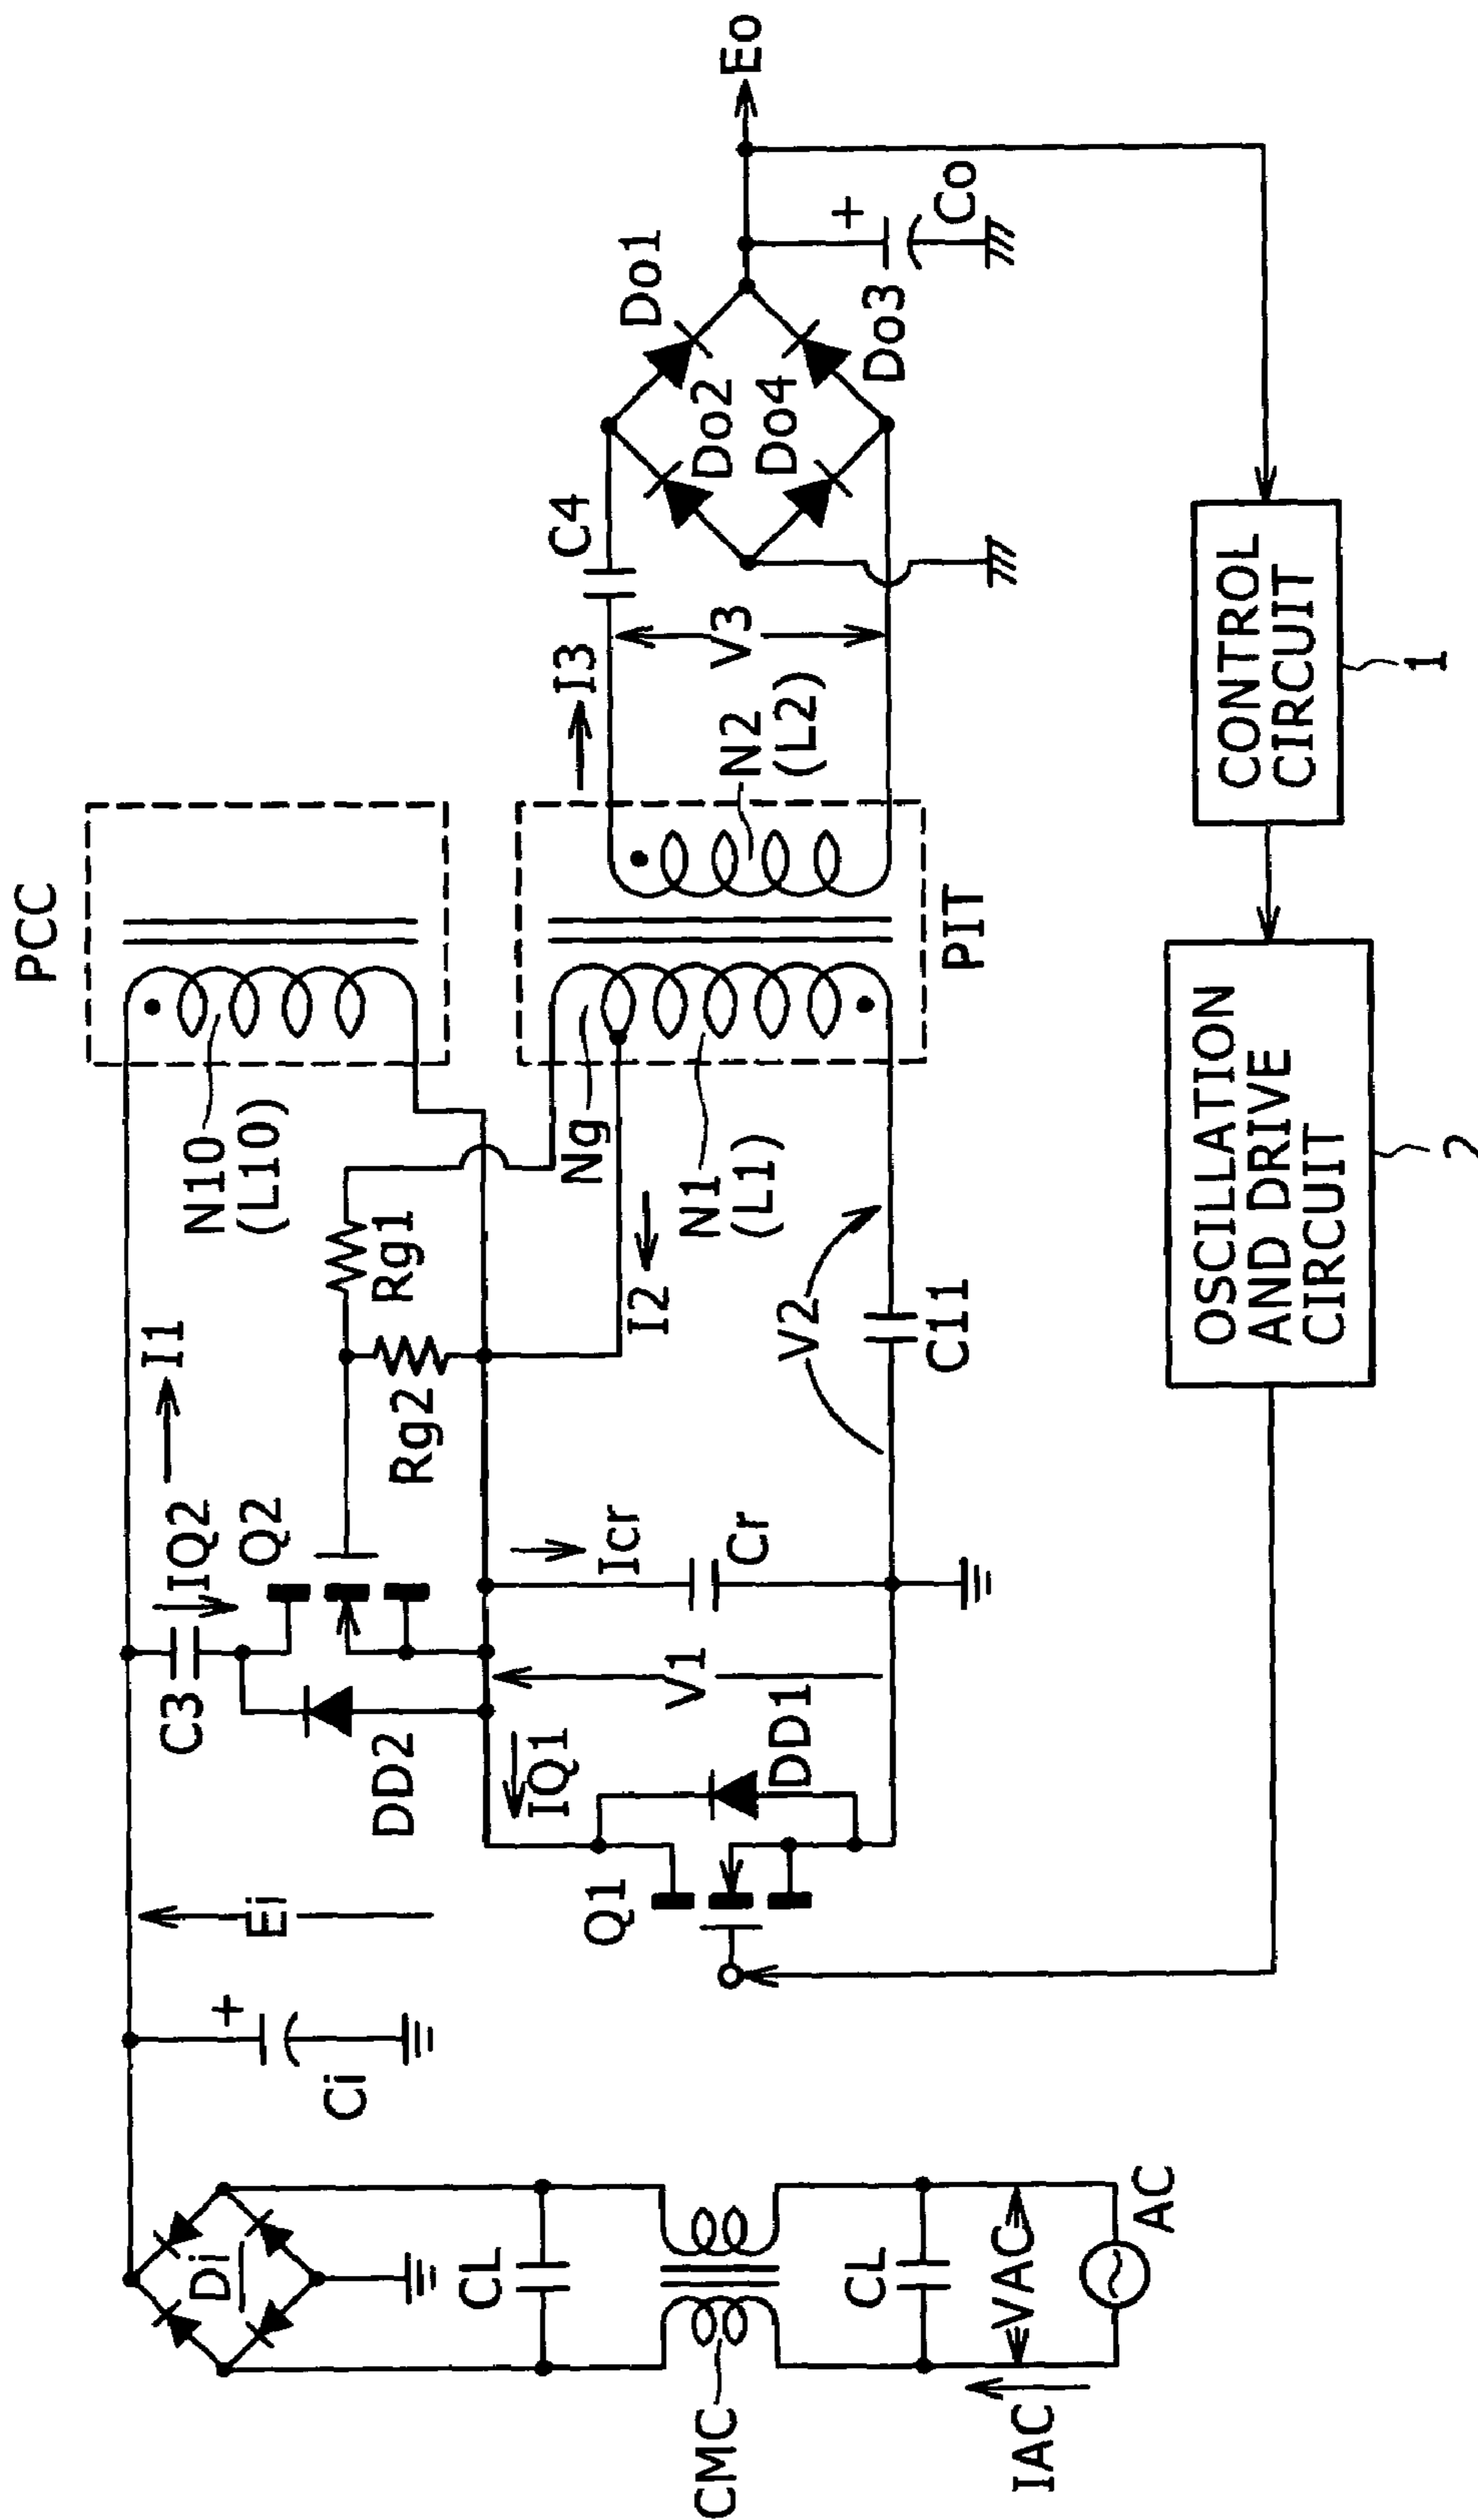 PCC
N10
(L10)
I1
IQ2
Q2
C3
DD2
Rg1
Rg2
Ng
N1
(L1)
I2
V2
C11
Icr
Cr
V1
DD1
IQ1
Q1
Ei
+
Ci
Di
CL
CMC
CL
VAC
AC
IAC
PIT
N2
(L2)
I3
C4
V3
Do1
Do2
Do4
Do3
+
Co
Eo
CONTROL
CIRCUIT
1
OSCILLATION
AND DRIVE
CIRCUIT
2